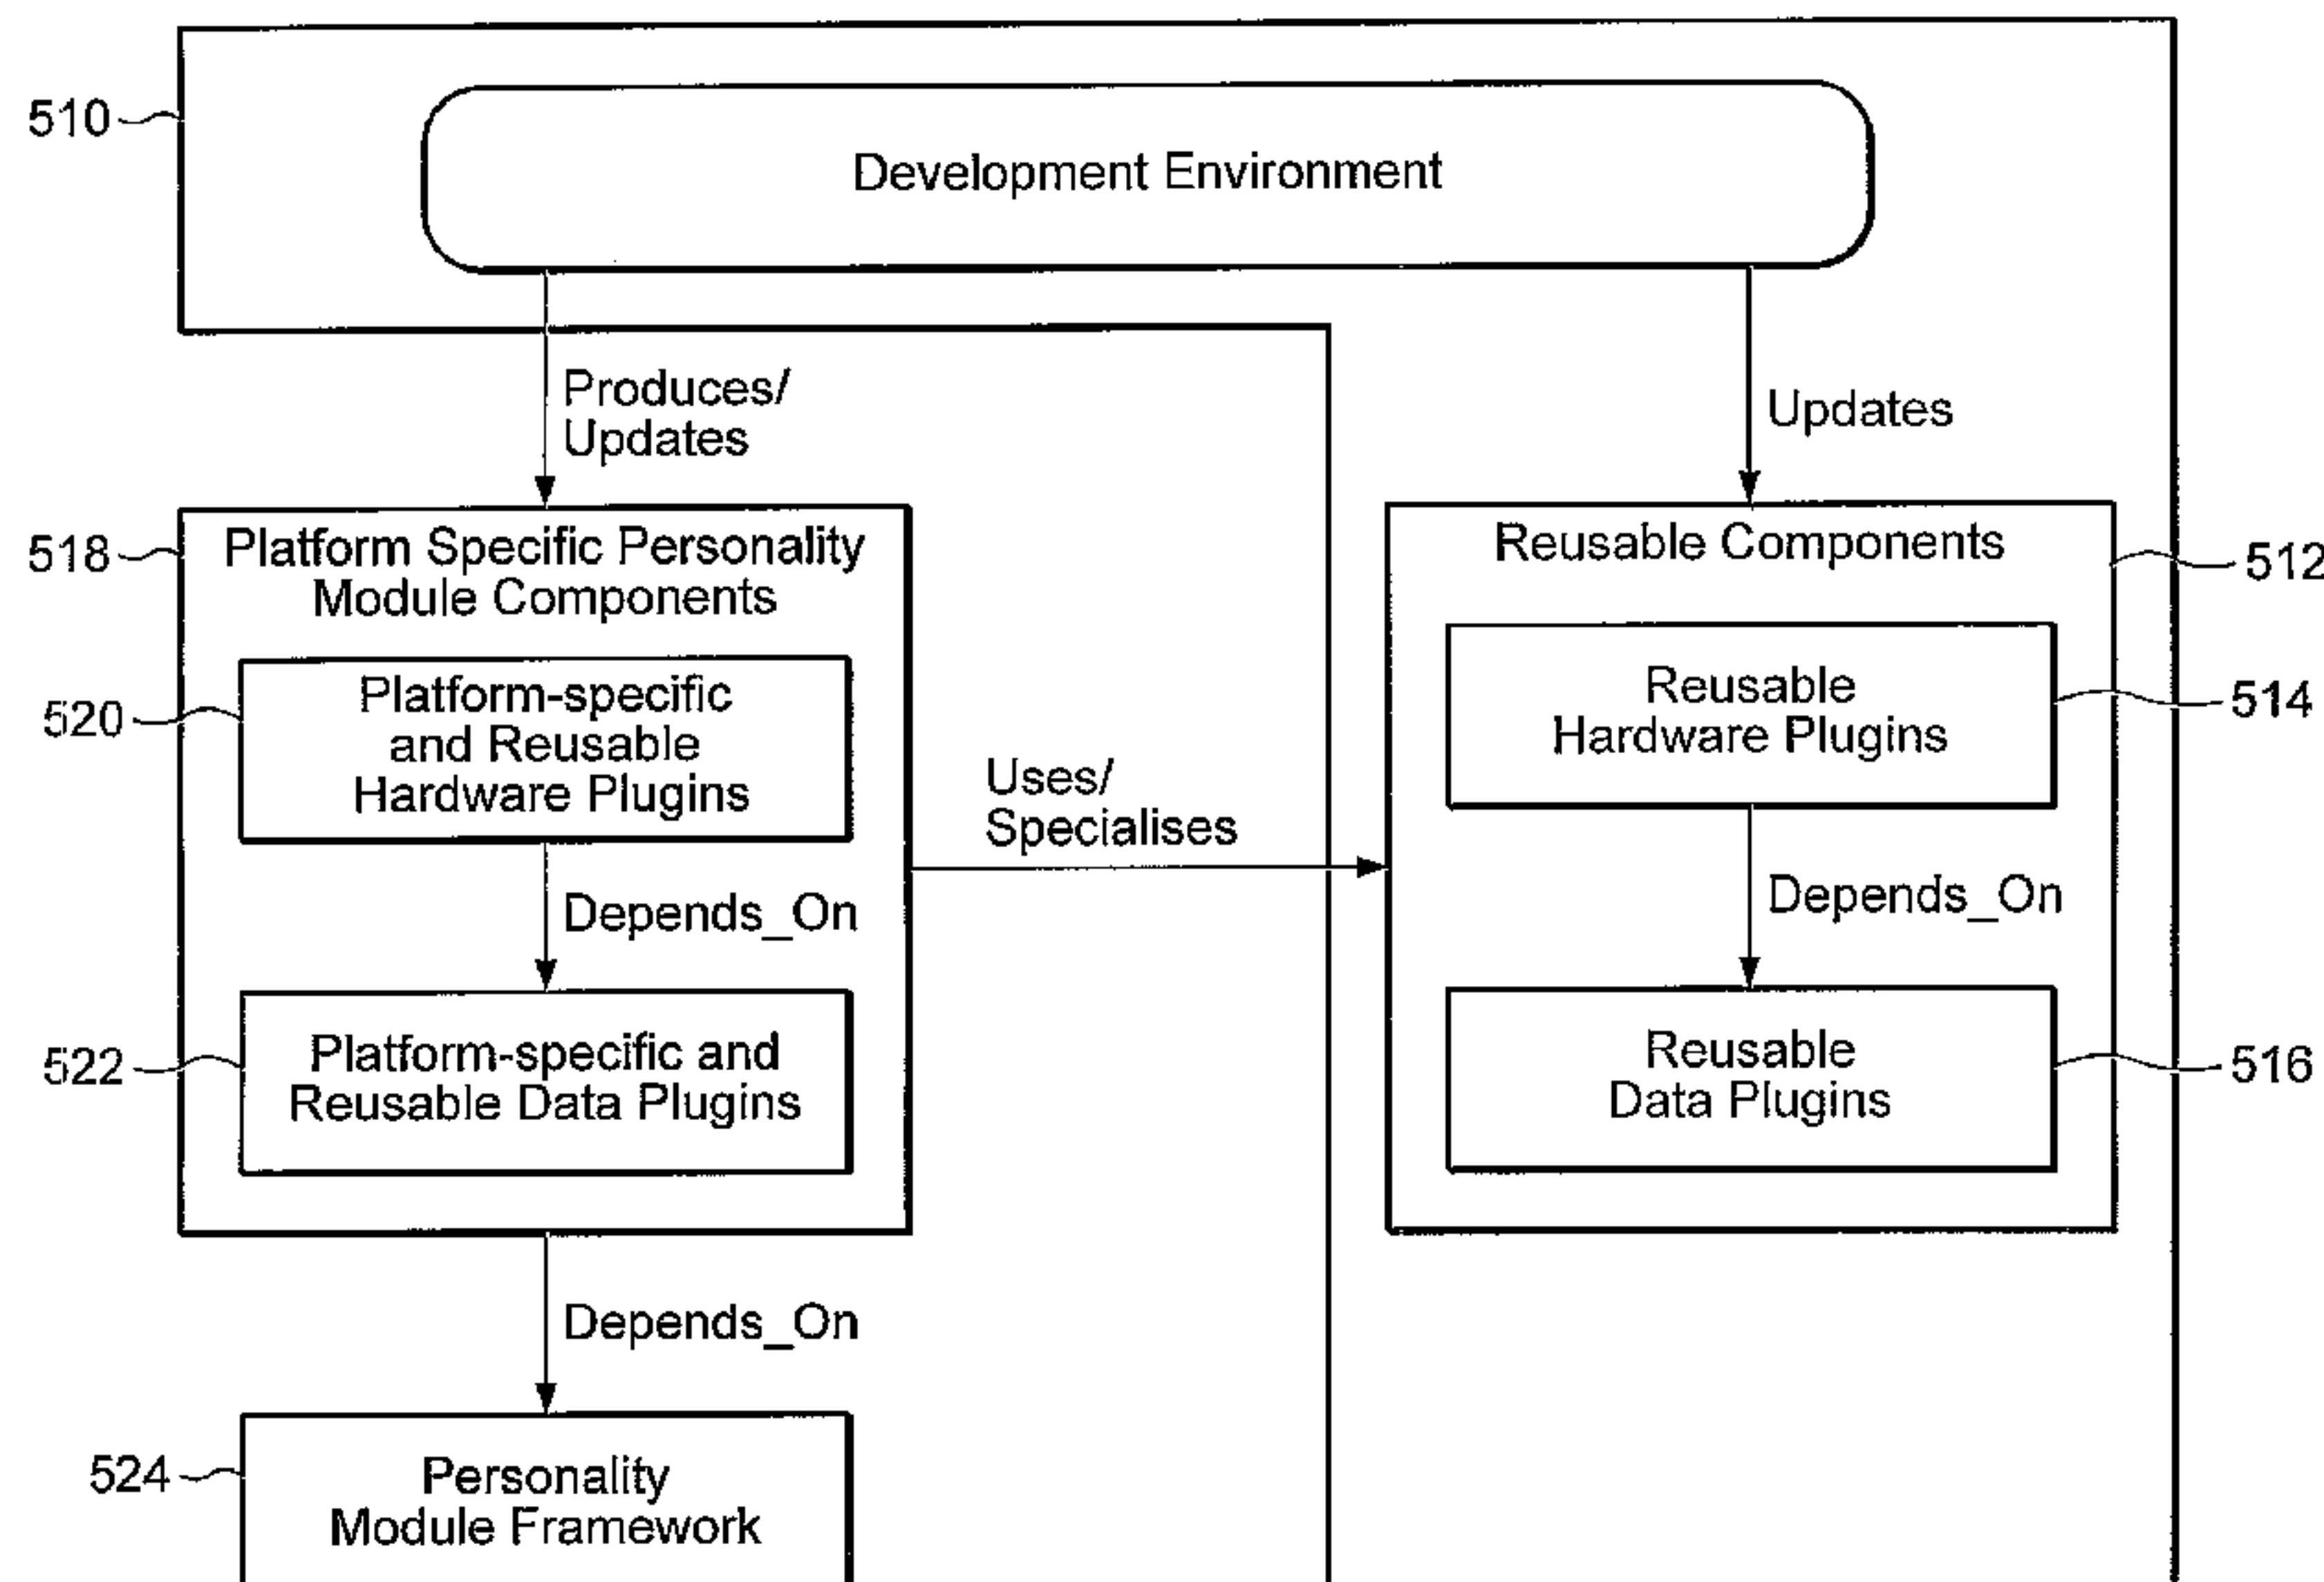 510
Development Environment
Produces/
Updates
Updates
518
Platform Specific Personality
Module Components
520
Platform-specific
and Reusable
Hardware Plugins
Depends_On
522
Platform-specific and
Reusable Data Plugins
Uses/
Specialises
Reusable Components
512
Reusable
Hardware Plugins
514
Depends_On
Reusable
Data Plugins
516
Depends_On
524
Personality
Module Framework